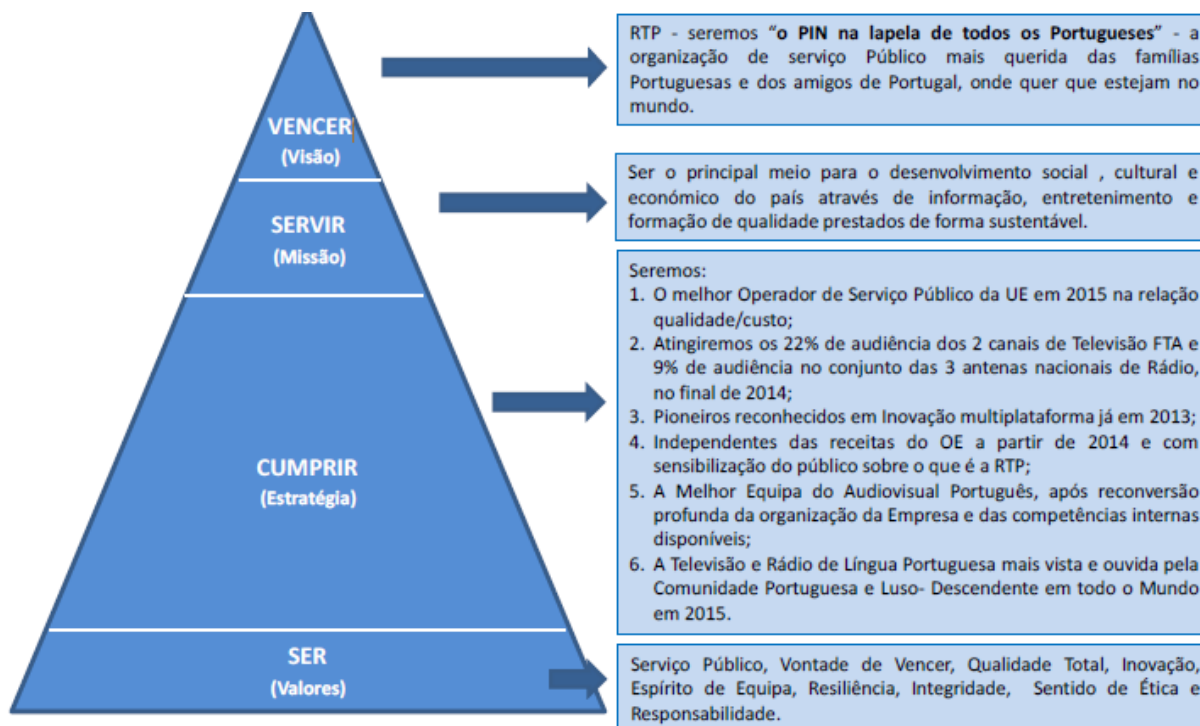 VENCER
(Visão)
RTP - seremos “o PIN na lapela de todos os Portugueses” - a
organização de serviço Público mais querida das famílias
Portuguesas e dos amigos de Portugal, onde quer que estejam no
mundo.
SERVIR
(Missão)
Ser o principal meio para o desenvolvimento social , cultural e
económico do país através de informação, entretenimento e
formação de qualidade prestados de forma sustentável.
CUMPRIR
(Estratégia)
Seremos:
1. O melhor Operador de Serviço Público da UE em 2015 na relação
qualidade/custo;
2. Atingiremos os 22% de audiência dos 2 canais de Televisão FTA e
9% de audiência no conjunto das 3 antenas nacionais de Rádio,
no final de 2014;
3. Pioneiros reconhecidos em Inovação multiplataforma já em 2013;
4. Independentes das receitas do OE a partir de 2014 e com
sensibilização do público sobre o que é a RTP;
5. A Melhor Equipa do Audiovisual Português, após reconversão
profunda da organização da Empresa e das competências internas
disponíveis;
6. A Televisão e Rádio de Língua Portuguesa mais vista e ouvida pela
Comunidade Portuguesa e Luso- Descendente em todo o Mundo
em 2015.
SER
(Valores)
Serviço Público, Vontade de Vencer, Qualidade Total, Inovação,
Espírito de Equipa, Resiliência, Integridade, Sentido de Ética e
Responsabilidade.